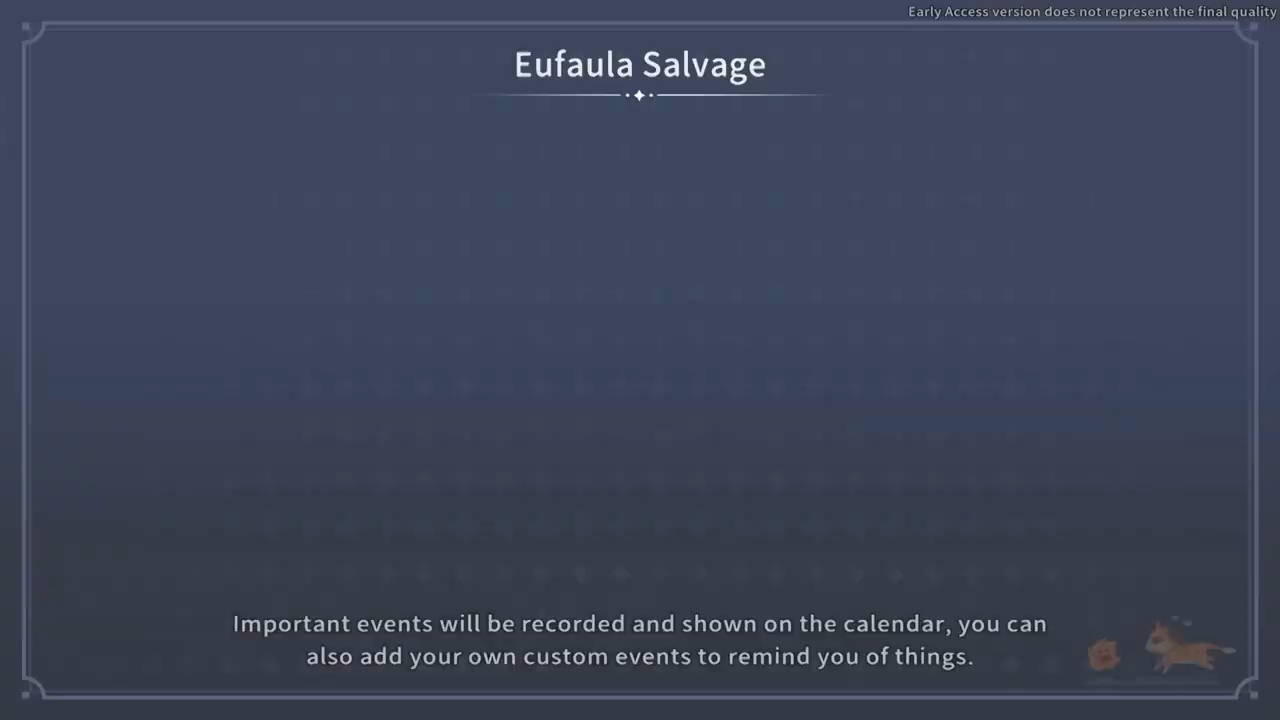 Early Access version does not represent the final quality
Eufaula Salvage
Important events will be recorded and shown on the calendar, you can
also add your own custom events to remind you of things.